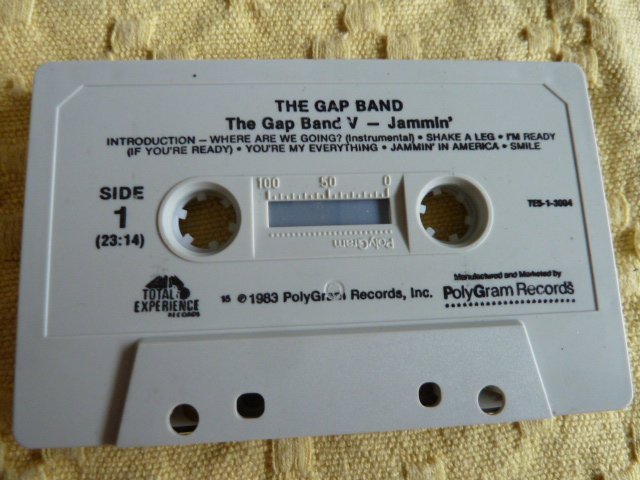 THE GAP BAND
The Gap Band V – Jammin'
INTRODUCTION – WHERE ARE WE GOING? (Instrumental) • SHAKE A LEG • I'M READY
(IF YOU'RE READY) • YOU'RE MY EVERYTHING • JAMMIN' IN AMERICA • SMILE
SIDE
1
(23:14)
100 50 0
PolyGram
TES-1-3004
TOTAL
EXPERIENCE
RECORDS
15 ℗ 1983 PolyGram Records, Inc.
Manufactured and Marketed by
PolyGram Records